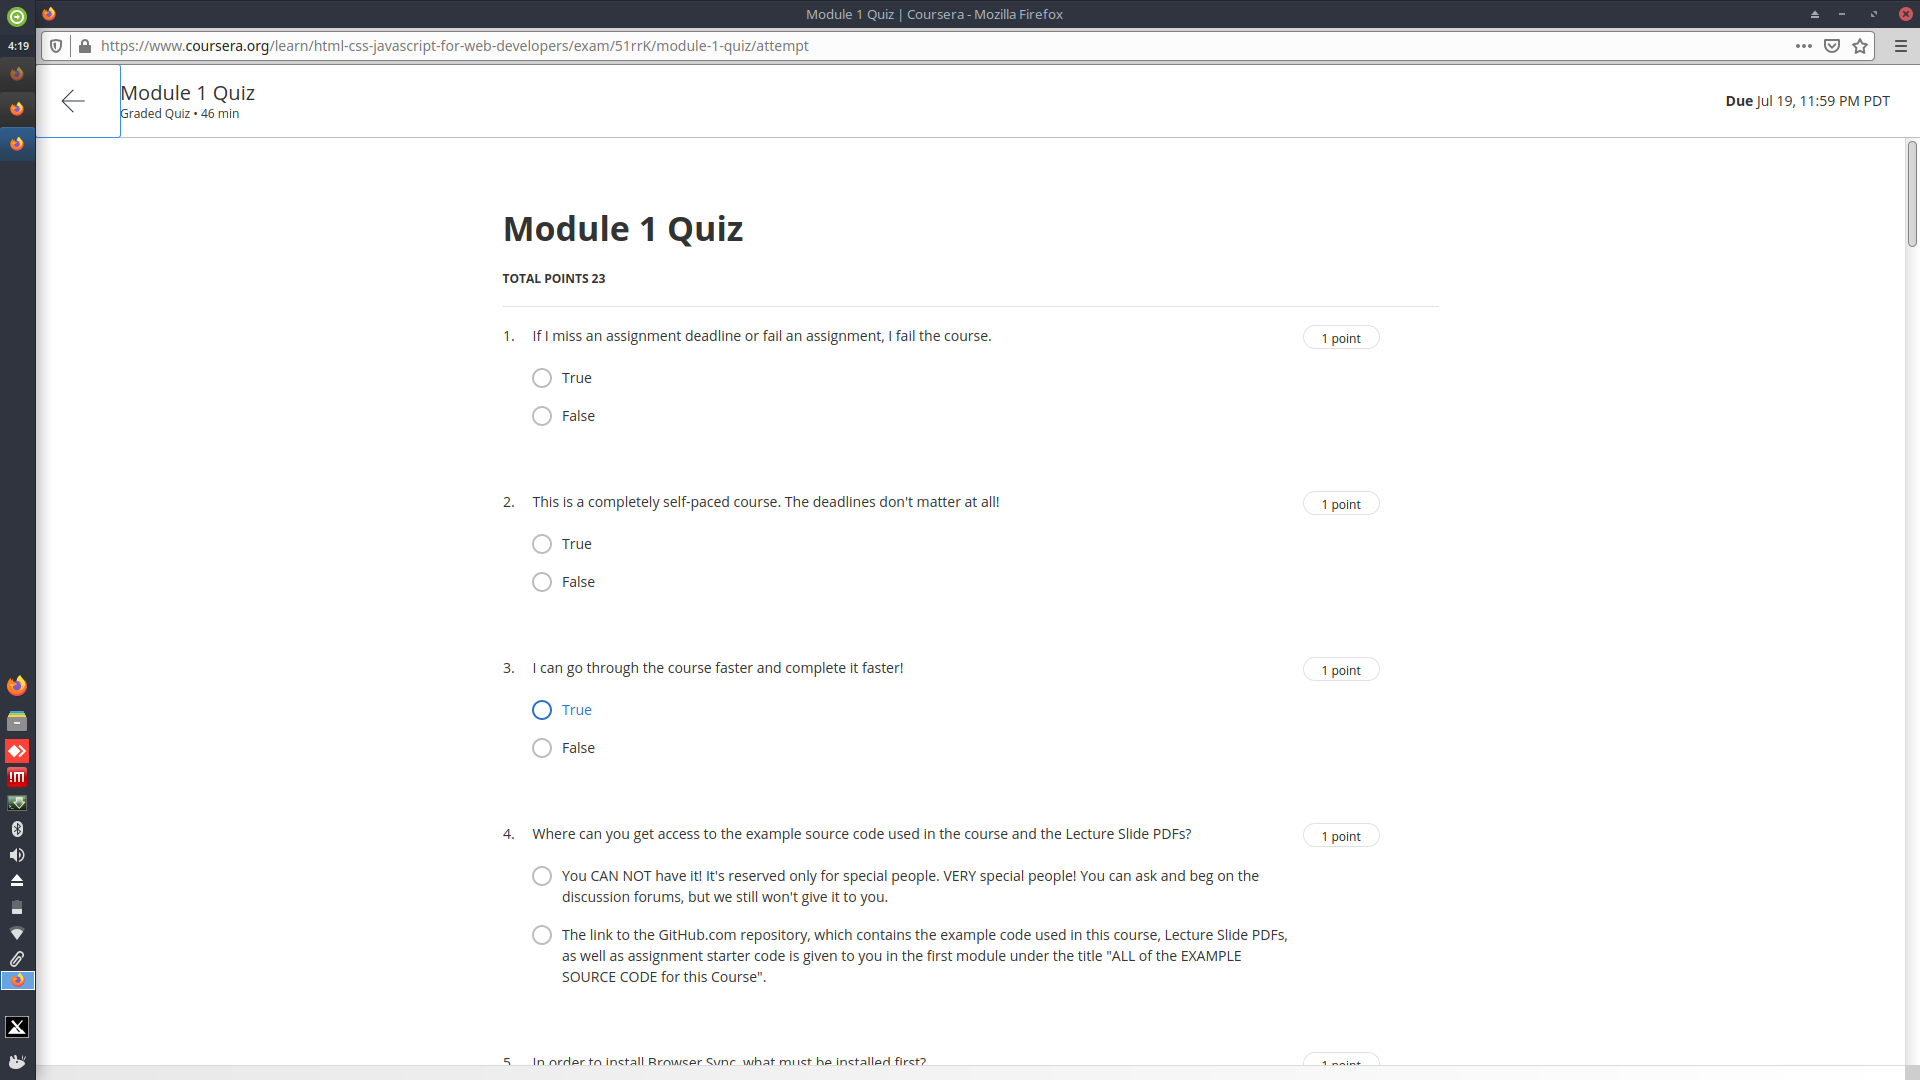 Module 1 Quiz | Coursera - Mozilla Firefox
4:19
https://www.coursera.org/learn/html-css-javascript-for-web-developers/exam/51rrK/module-1-quiz/attempt
Module 1 Quiz
Graded Quiz • 46 min
Due Jul 19, 11:59 PM PDT
Module 1 Quiz
TOTAL POINTS 23
1. If I miss an assignment deadline or fail an assignment, I fail the course.
1 point
True
False
2. This is a completely self-paced course. The deadlines don't matter at all!
1 point
True
False
3. I can go through the course faster and complete it faster!
1 point
True
False
4. Where can you get access to the example source code used in the course and the Lecture Slide PDFs?
1 point
You CAN NOT have it! It's reserved only for special people. VERY special people! You can ask and beg on the
discussion forums, but we still won't give it to you.
The link to the GitHub.com repository, which contains the example code used in this course, Lecture Slide PDFs,
as well as assignment starter code is given to you in the first module under the title "ALL of the EXAMPLE
SOURCE CODE for this Course".
5. In order to install Browser Sync, what must be installed first?
1 point
!M